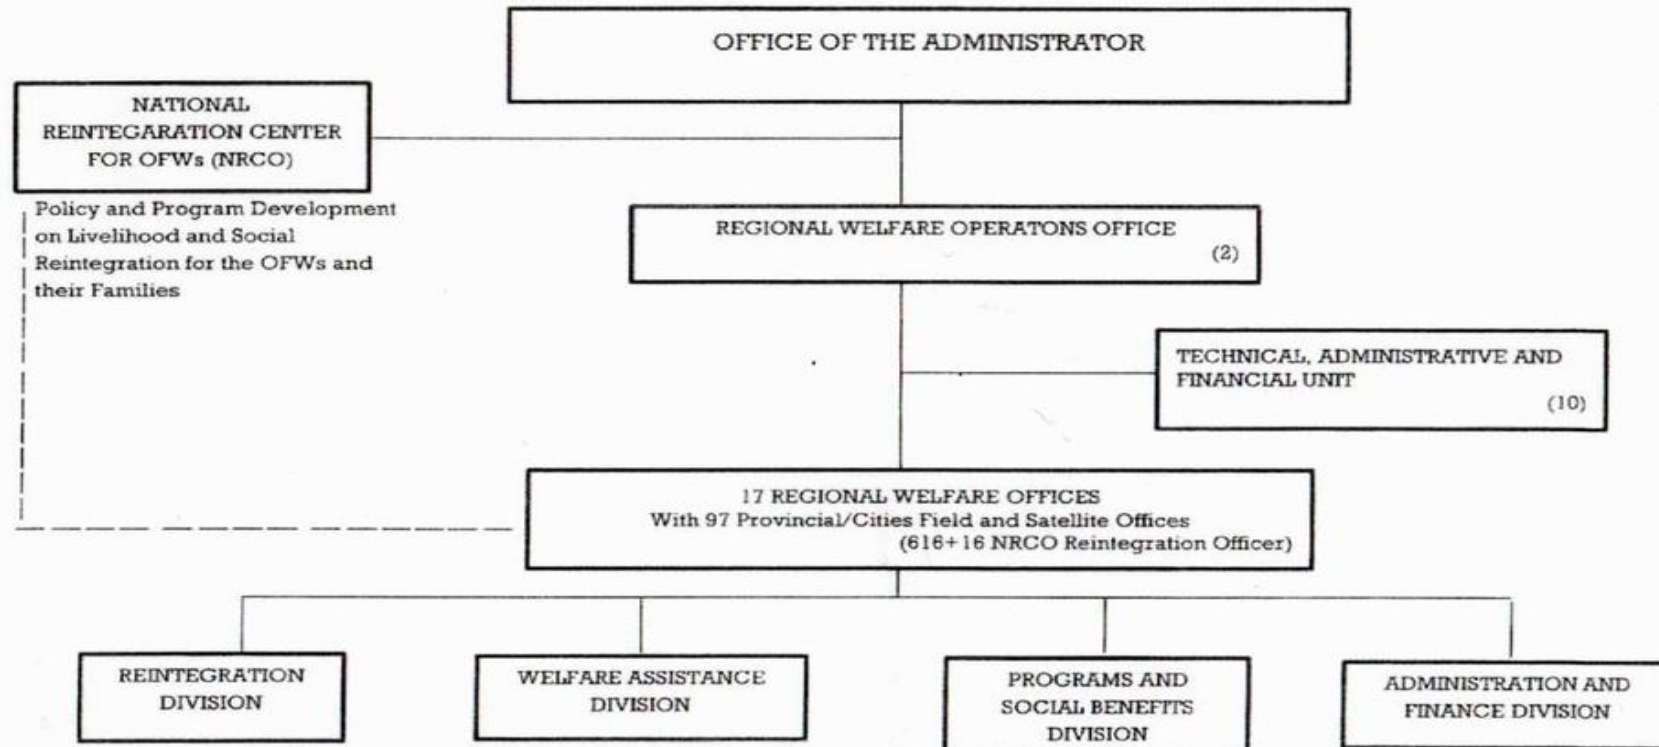 OFFICE OF THE ADMINISTRATOR
NATIONAL
REINTEGARATION CENTER
FOR OFWs (NRCO)
Policy and Program Development
on Livelihood and Social
Reintegration for the OFWs and
their Families
REGIONAL WELFARE OPERATONS OFFICE
(2)
TECHNICAL, ADMINISTRATIVE AND
FINANCIAL UNIT
(10)
17 REGIONAL WELFARE OFFICES
With 97 Provincial/Cities Field and Satellite Offices
(616+16 NRCO Reintegration Officer)
REINTEGRATION
DIVISION
WELFARE ASSISTANCE
DIVISION
PROGRAMS AND
SOCIAL BENEFITS
DIVISION
ADMINISTRATION AND
FINANCE DIVISION